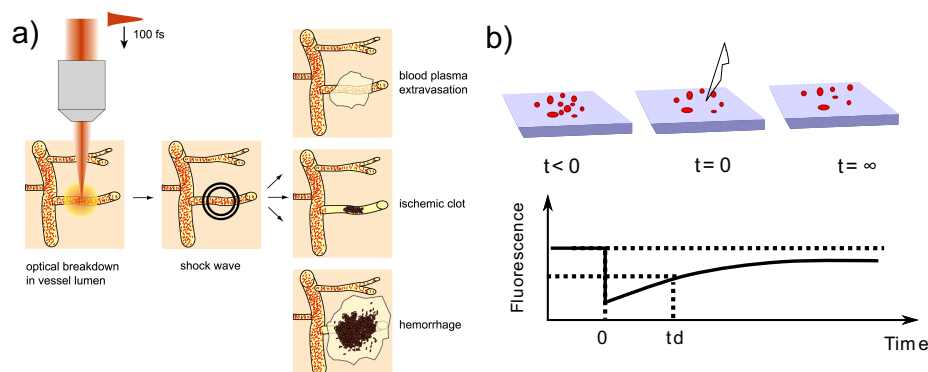 a)
100 fs
optical breakdown
in vessel lumen
shock wave
blood plasma
extravasation
ischemic clot
hemorrhage
b)
t < 0
t = 0
t = ∞
Fluorescence
0
td
Time